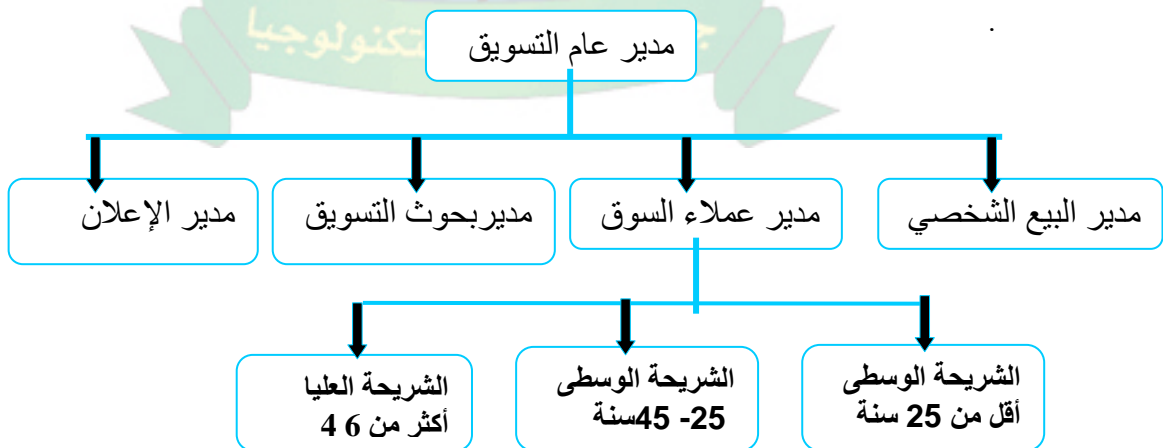 تكنولوجيا
مدير عام التسويق
.
مدير البيع الشخصي
مدير عملاء السوق
مديربحوث التسويق
مدير الإعلان
الشريحة الوسطى
أقل من 25 سنة
الشريحة الوسطى
25- 45سنة
الشريحة العليا
أكثر من 6 4